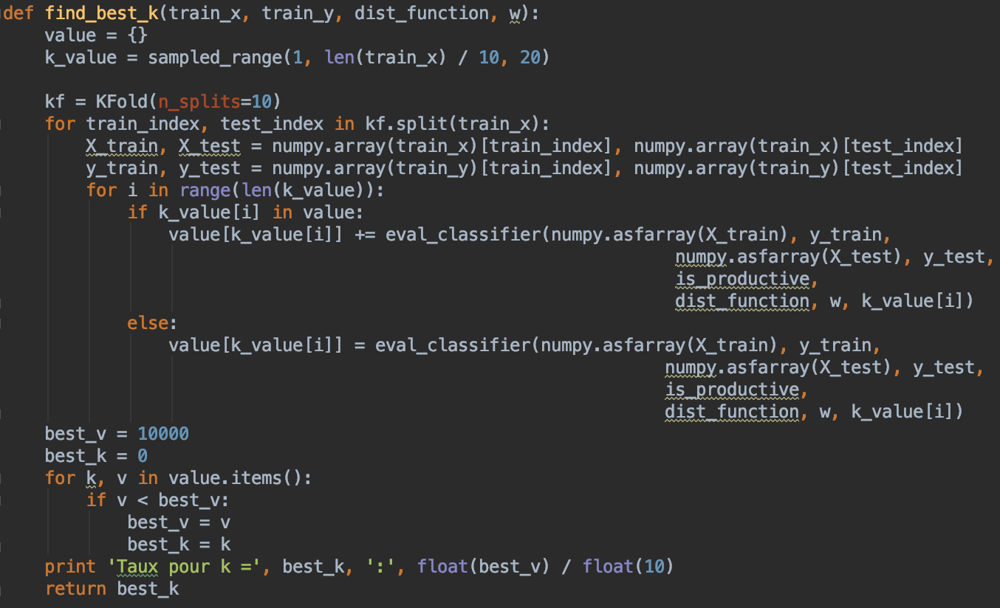 def find_best_k(train_x, train_y, dist_function, w):
    value = {}
    k_value = sampled_range(1, len(train_x) / 10, 20)

    kf = KFold(n_splits=10)
    for train_index, test_index in kf.split(train_x):
        X_train, X_test = numpy.array(train_x)[train_index], numpy.array(train_x)[test_index]
        y_train, y_test = numpy.array(train_y)[train_index], numpy.array(train_y)[test_index]
        for i in range(len(k_value)):
            if k_value[i] in value:
                value[k_value[i]] += eval_classifier(numpy.asfarray(X_train), y_train,
                                                                 numpy.asfarray(X_test), y_test,
                                                                 is_productive,
                                                                 dist_function, w, k_value[i])
            else:
                value[k_value[i]] = eval_classifier(numpy.asfarray(X_train), y_train,
                                                                numpy.asfarray(X_test), y_test,
                                                                is_productive,
                                                                dist_function, w, k_value[i])
    best_v = 10000
    best_k = 0
    for k, v in value.items():
        if v < best_v:
            best_v = v
            best_k = k
    print 'Taux pour k =', best_k, ':', float(best_v) / float(10)
    return best_k